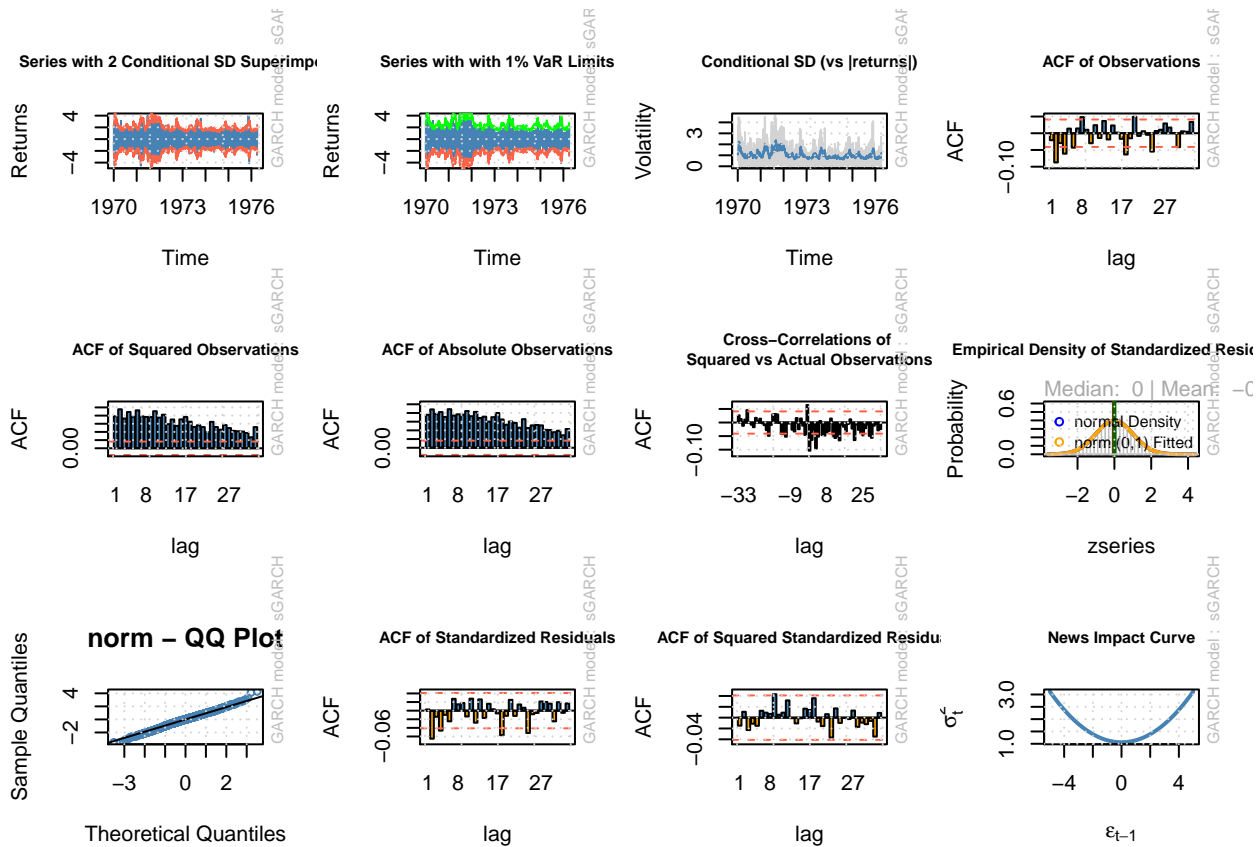 Series with 2 Conditional SD Superimpo
Returns
4
−4
1970 1973 1976
Time
GARCH model : sGAR
Series with with 1% VaR Limits
Returns
4
−4
1970 1973 1976
Time
GARCH model : sGAR
Conditional SD (vs |returns|)
Volatility
3
0
1970 1973 1976
Time
GARCH model : sGAR
ACF of Observations
ACF
−0.10
1 8 17 27
lag
GARCH model : sGAR
ACF of Squared Observations
ACF
0.00
1 8 17 27
lag
GARCH model : sGARCH
ACF of Absolute Observations
ACF
0.00
1 8 17 27
lag
GARCH model : sGARCH
Cross−Correlations of
Squared vs Actual Observations
ACF
−0.10
−33 −9 8 25
lag
GARCH model : sGARCH
Empirical Density of Standardized Resid
Median: 0 | Mean: −0
Probability
0.6
0.0
normal Density
norm (0,1) Fitted
−2 0 2 4
zseries
GARCH model : sGARCH
norm − QQ Plot
Sample Quantiles
4
−2
−3 0
Theoretical Quantiles
GARCH model : sGARCH
ACF of Standardized Residuals
ACF
−0.06
1 8 17 27
lag
GARCH model : sGARCH
ACF of Squared Standardized Residua
ACF
−0.04
1 8 17 27
lag
GARCH model : sGARCH
News Impact Curve
3.0
1.0
−4 0 4
εt−1
GARCH model : sGARCH